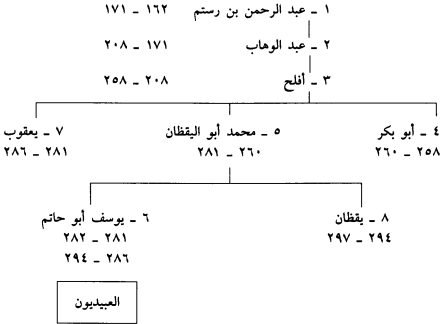 ١ ـ عبد الرحمن بن رستم ١٦٢ ـ ١٧١
٢ ـ عبد الوهاب ١٧١ ـ ٢٠٨
٣ ـ أفلح ٢٠٨ ـ ٢٥٨
٤ ـ أبو بكر ٥ ـ محمد أبو اليقظان ٧ ـ يعقوب
٢٥٨ ـ ٢٦٠ ٢٦٠ ـ ٢٨١ ٢٨١ ـ ٢٨٦
٨ ـ يقظان ٦ ـ يوسف أبو حاتم
٢٩٤ ـ ٢٩٧ ٢٨١ ـ ٢٨٢
٢٨٦ ـ ٢٩٤
العبيديون